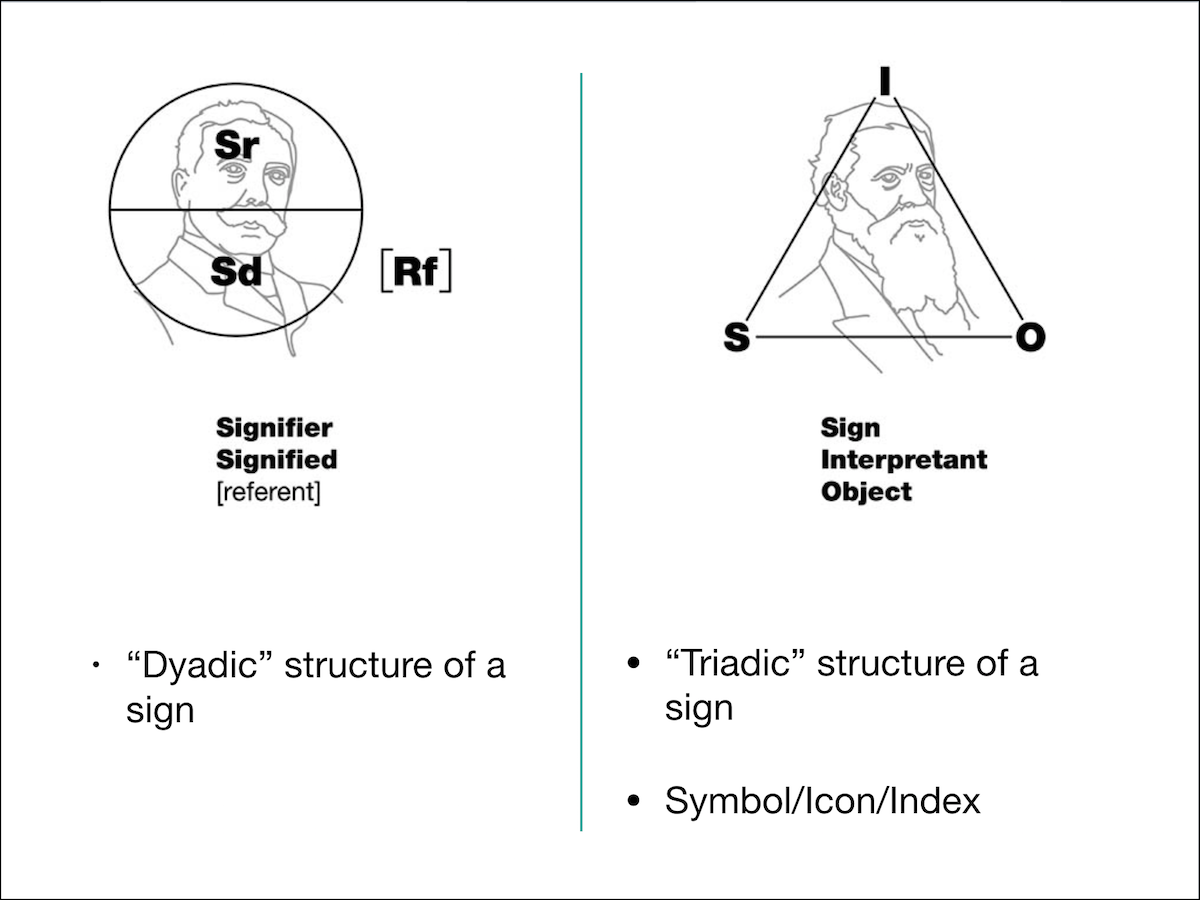 Sr
Sd
[Rf]
Signifier
Signified
[referent]
• “Dyadic” structure of a
sign
I
S
O
Sign
Interpretant
Object
• “Triadic” structure of a
sign
• Symbol/Icon/Index